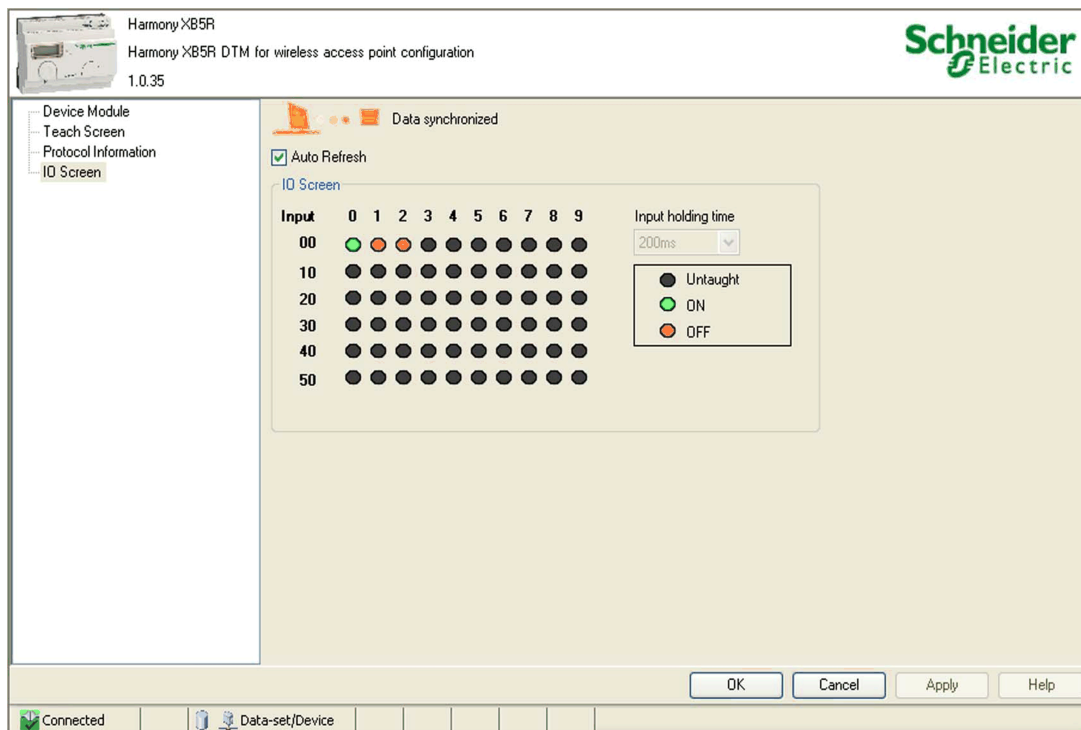 Harmony XB5R
Harmony XB5R DTM for wireless access point configuration
1.0.35
Schneider
Electric
Device Module
Teach Screen
Protocol Information
IO Screen
Data synchronized
Auto Refresh
IO Screen
Input 0 1 2 3 4 5 6 7 8 9
00
10
20
30
40
50
Input holding time
200ms
Untaught
ON
OFF
OK Cancel Apply Help
Connected Data-set/Device